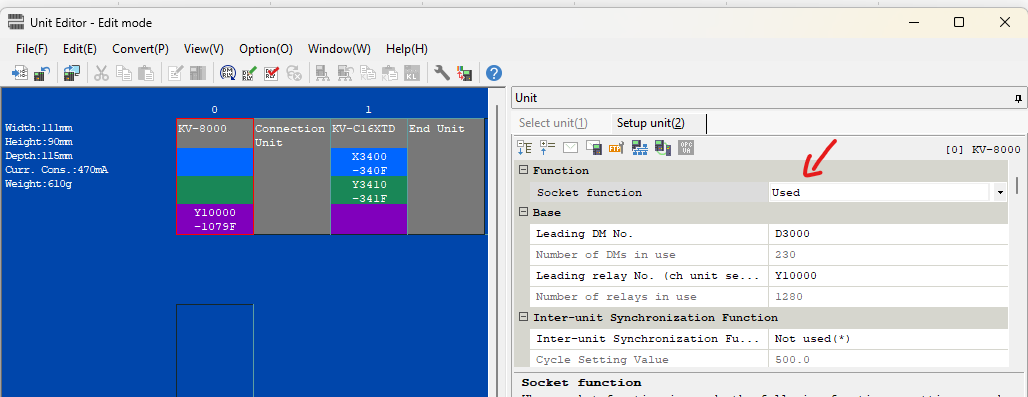 Unit Editor - Edit mode
File(F) Edit(E) Convert(P) View(V) Option(O) Window(W) Help(H)
0 1
Width:111mm
Height:90mm
Depth:115mm
Curr. Cons.:470mA
Weight:610g
KV-8000
Y10000
-1079F
Connection
Unit
KV-C16XTD
X3400
-340F
Y3410
-341F
End Unit
Unit
Select unit(1) Setup unit(2)
[0] KV-8000
Function
Socket function Used
Base
Leading DM No. D3000
Number of DMs in use 230
Leading relay No. (ch unit se... Y10000
Number of relays in use 1280
Inter-unit Synchronization Function
Inter-unit Synchronization Fu... Not used(*)
Cycle Setting Value 500.0
Socket function